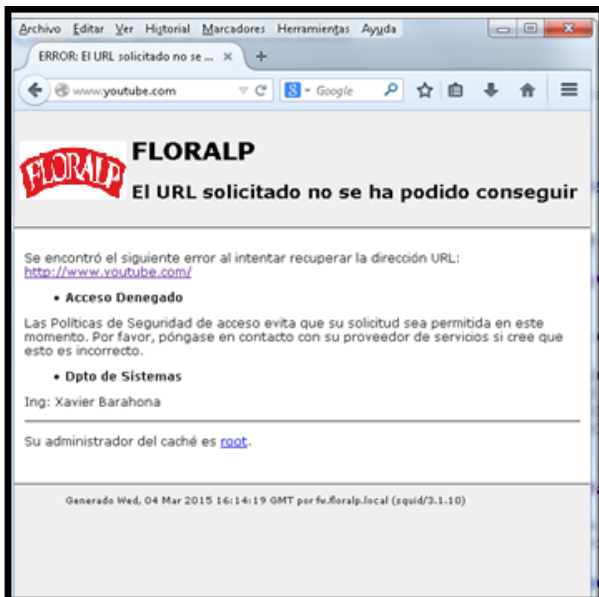 Archivo Editar Ver Historial Marcadores Herramientas Ayuda
ERROR: El URL solicitado no se ... × +
www.youtube.com
Google
FLORALP
FLORALP
El URL solicitado no se ha podido conseguir
Se encontró el siguiente error al intentar recuperar la dirección URL:
http://www.youtube.com/
• Acceso Denegado
Las Políticas de Seguridad de acceso evita que su solicitud sea permitida en este
momento. Por favor, póngase en contacto con su proveedor de servicios si cree que
esto es incorrecto.
• Dpto de Sistemas
Ing: Xavier Barahona
Su administrador del caché es root.
Generado Wed, 04 Mar 2015 16:14:19 GMT por fw.floralp.local (squid/3.1.10)